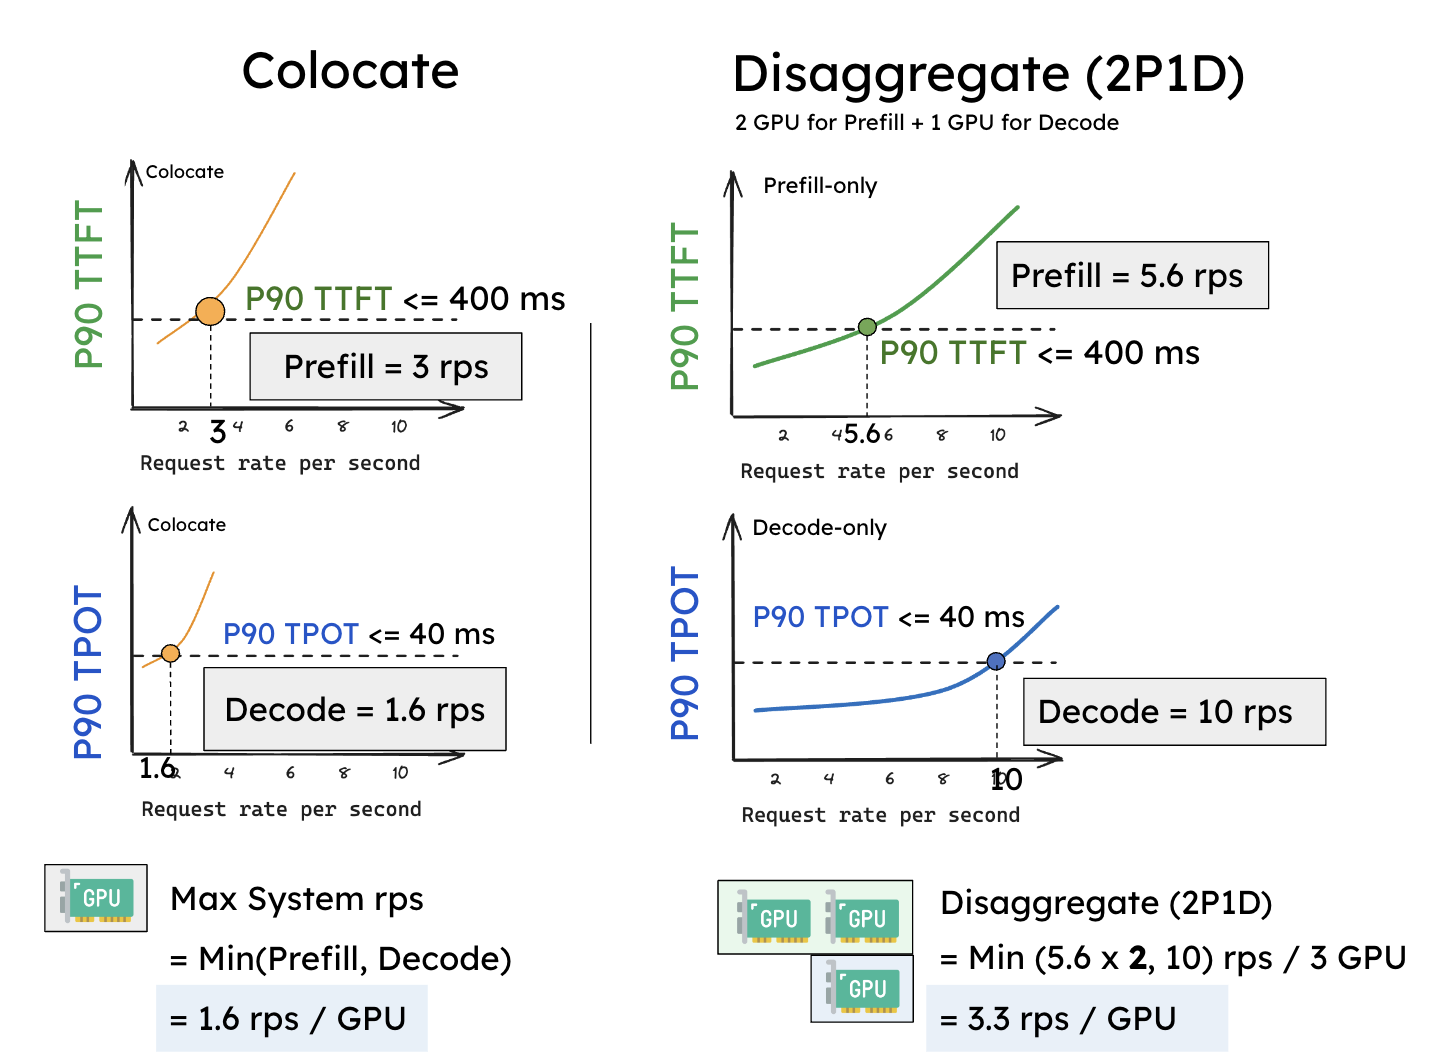 Colocate
P90 TTFT
Colocate
P90 TTFT <= 400 ms
Prefill = 3 rps
2 3 4 6 8 10
Request rate per second
P90 TPOT
Colocate
P90 TPOT <= 40 ms
Decode = 1.6 rps
1.6 2 4 6 8 10
Request rate per second
GPU
Max System rps
= Min(Prefill, Decode)
= 1.6 rps / GPU
Disaggregate (2P1D)
2 GPU for Prefill + 1 GPU for Decode
P90 TTFT
Prefill-only
Prefill = 5.6 rps
P90 TTFT <= 400 ms
2 4 5.6 6 8 10
Request rate per second
P90 TPOT
Decode-only
P90 TPOT <= 40 ms
Decode = 10 rps
2 4 6 8 10 10
Request rate per second
GPU GPU
GPU
Disaggregate (2P1D)
= Min (5.6 x 2, 10) rps / 3 GPU
= 3.3 rps / GPU